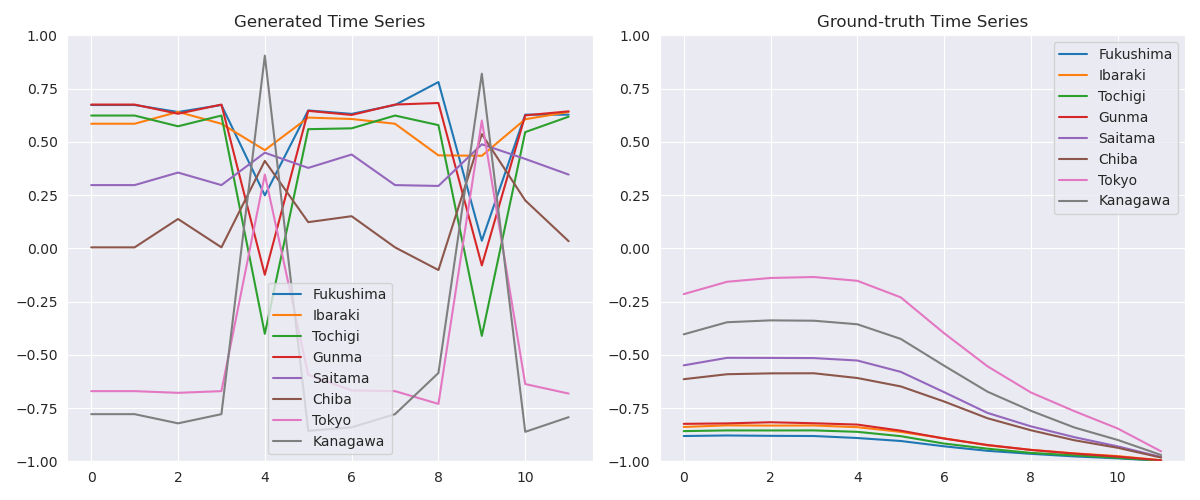 Generated Time Series
1.00
0.75
0.50
0.25
0.00
−0.25
−0.50
−0.75
−1.00
0 2 4 6 8 10
Fukushima
Ibaraki
Tochigi
Gunma
Saitama
Chiba
Tokyo
Kanagawa
Ground-truth Time Series
1.00
0.75
0.50
0.25
0.00
−0.25
−0.50
−0.75
−1.00
0 2 4 6 8 10
Fukushima
Ibaraki
Tochigi
Gunma
Saitama
Chiba
Tokyo
Kanagawa